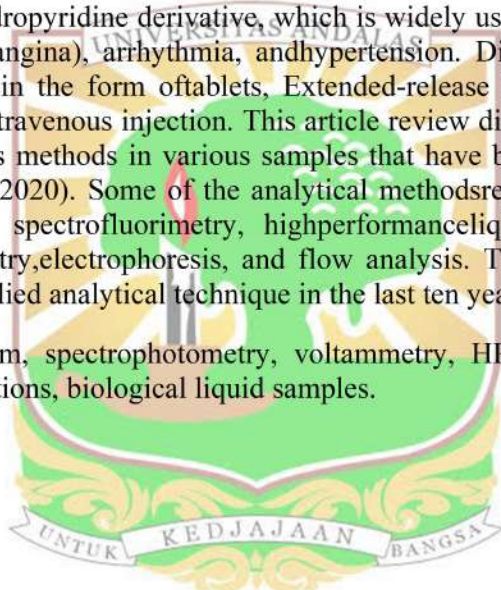 dropyridine derivative, which is widely us
UNIVERSITAS ANDALAS
angina), arrhythmia, andhypertension. Di
in the form oftablets, Extended-release
travenous injection. This article review di
s methods in various samples that have b
2020). Some of the analytical methodsre
spectrofluorimetry, highperformanceliq
try,electrophoresis, and flow analysis. T
lied analytical technique in the last ten yea
m, spectrophotometry, voltammetry, HP
tions, biological liquid samples.
UNTUK KEDJAJAAN BANGSA